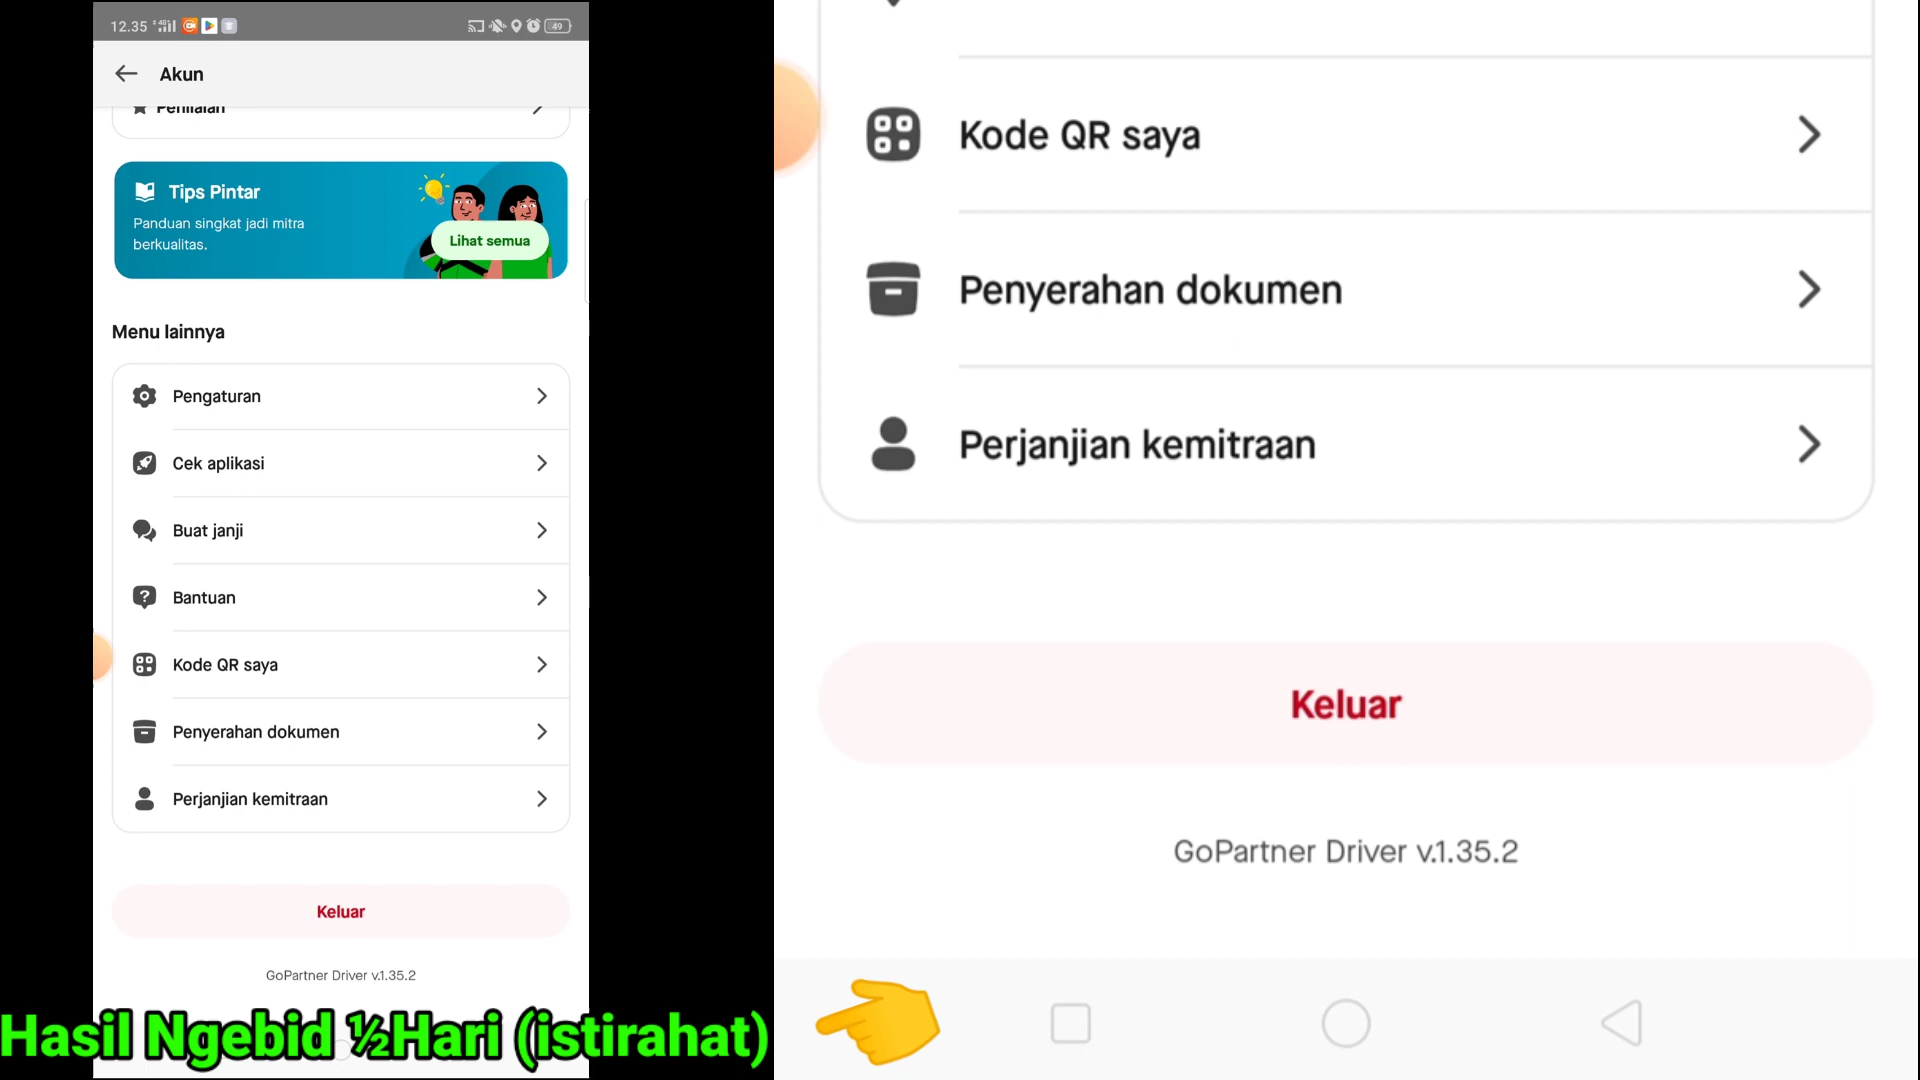 12.35
49
Akun
Penilaian
Tips Pintar
Panduan singkat jadi mitra
berkualitas.
Lihat semua
Menu lainnya
Pengaturan
Cek aplikasi
Buat janji
Bantuan
Kode QR saya
Penyerahan dokumen
Perjanjian kemitraan
Keluar
GoPartner Driver v.1.35.2
Hasil Ngebid ½Hari (istirahat)
Kode QR saya
Penyerahan dokumen
Perjanjian kemitraan
Keluar
GoPartner Driver v.1.35.2